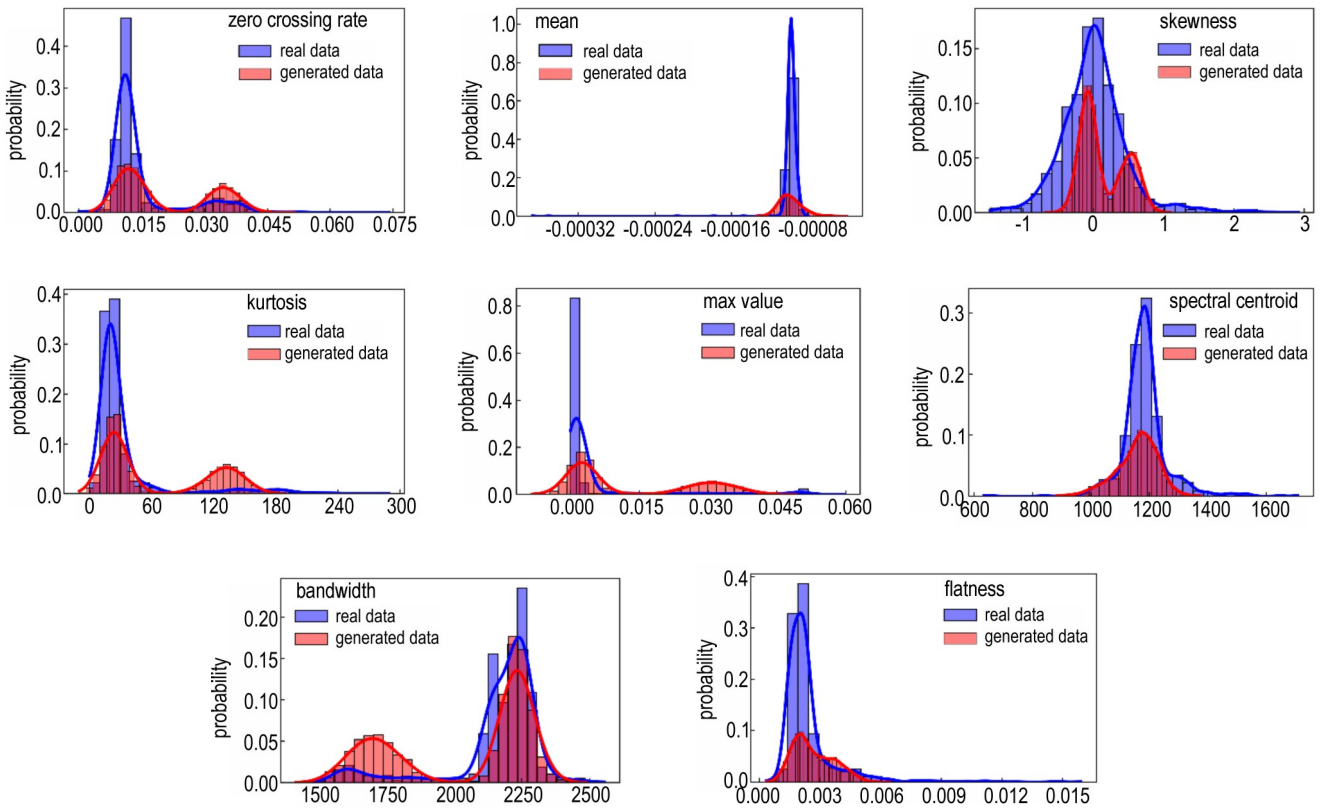 zero crossing rate
real data
generated data
probability
0.4
0.3
0.2
0.1
0.0
0.000 0.015 0.030 0.045 0.060 0.075
mean
real data
generated data
probability
1.0
0.8
0.6
0.4
0.2
0.0
-0.00032 -0.00024 -0.00016 -0.00008
skewness
real data
generated data
probability
0.15
0.10
0.05
0.00
-1 0 1 2 3
kurtosis
real data
generated data
probability
0.4
0.3
0.2
0.1
0.0
0 60 120 180 240 300
max value
real data
generated data
probability
0.8
0.6
0.4
0.2
0.0
0.000 0.015 0.030 0.045 0.060
spectral centroid
real data
generated data
probability
0.3
0.2
0.1
0.0
600 800 1000 1200 1400 1600
bandwidth
real data
generated data
probability
0.20
0.15
0.10
0.05
0.00
1500 1750 2000 2250 2500
flatness
real data
generated data
probability
0.4
0.3
0.2
0.1
0.0
0.000 0.003 0.006 0.009 0.012 0.015